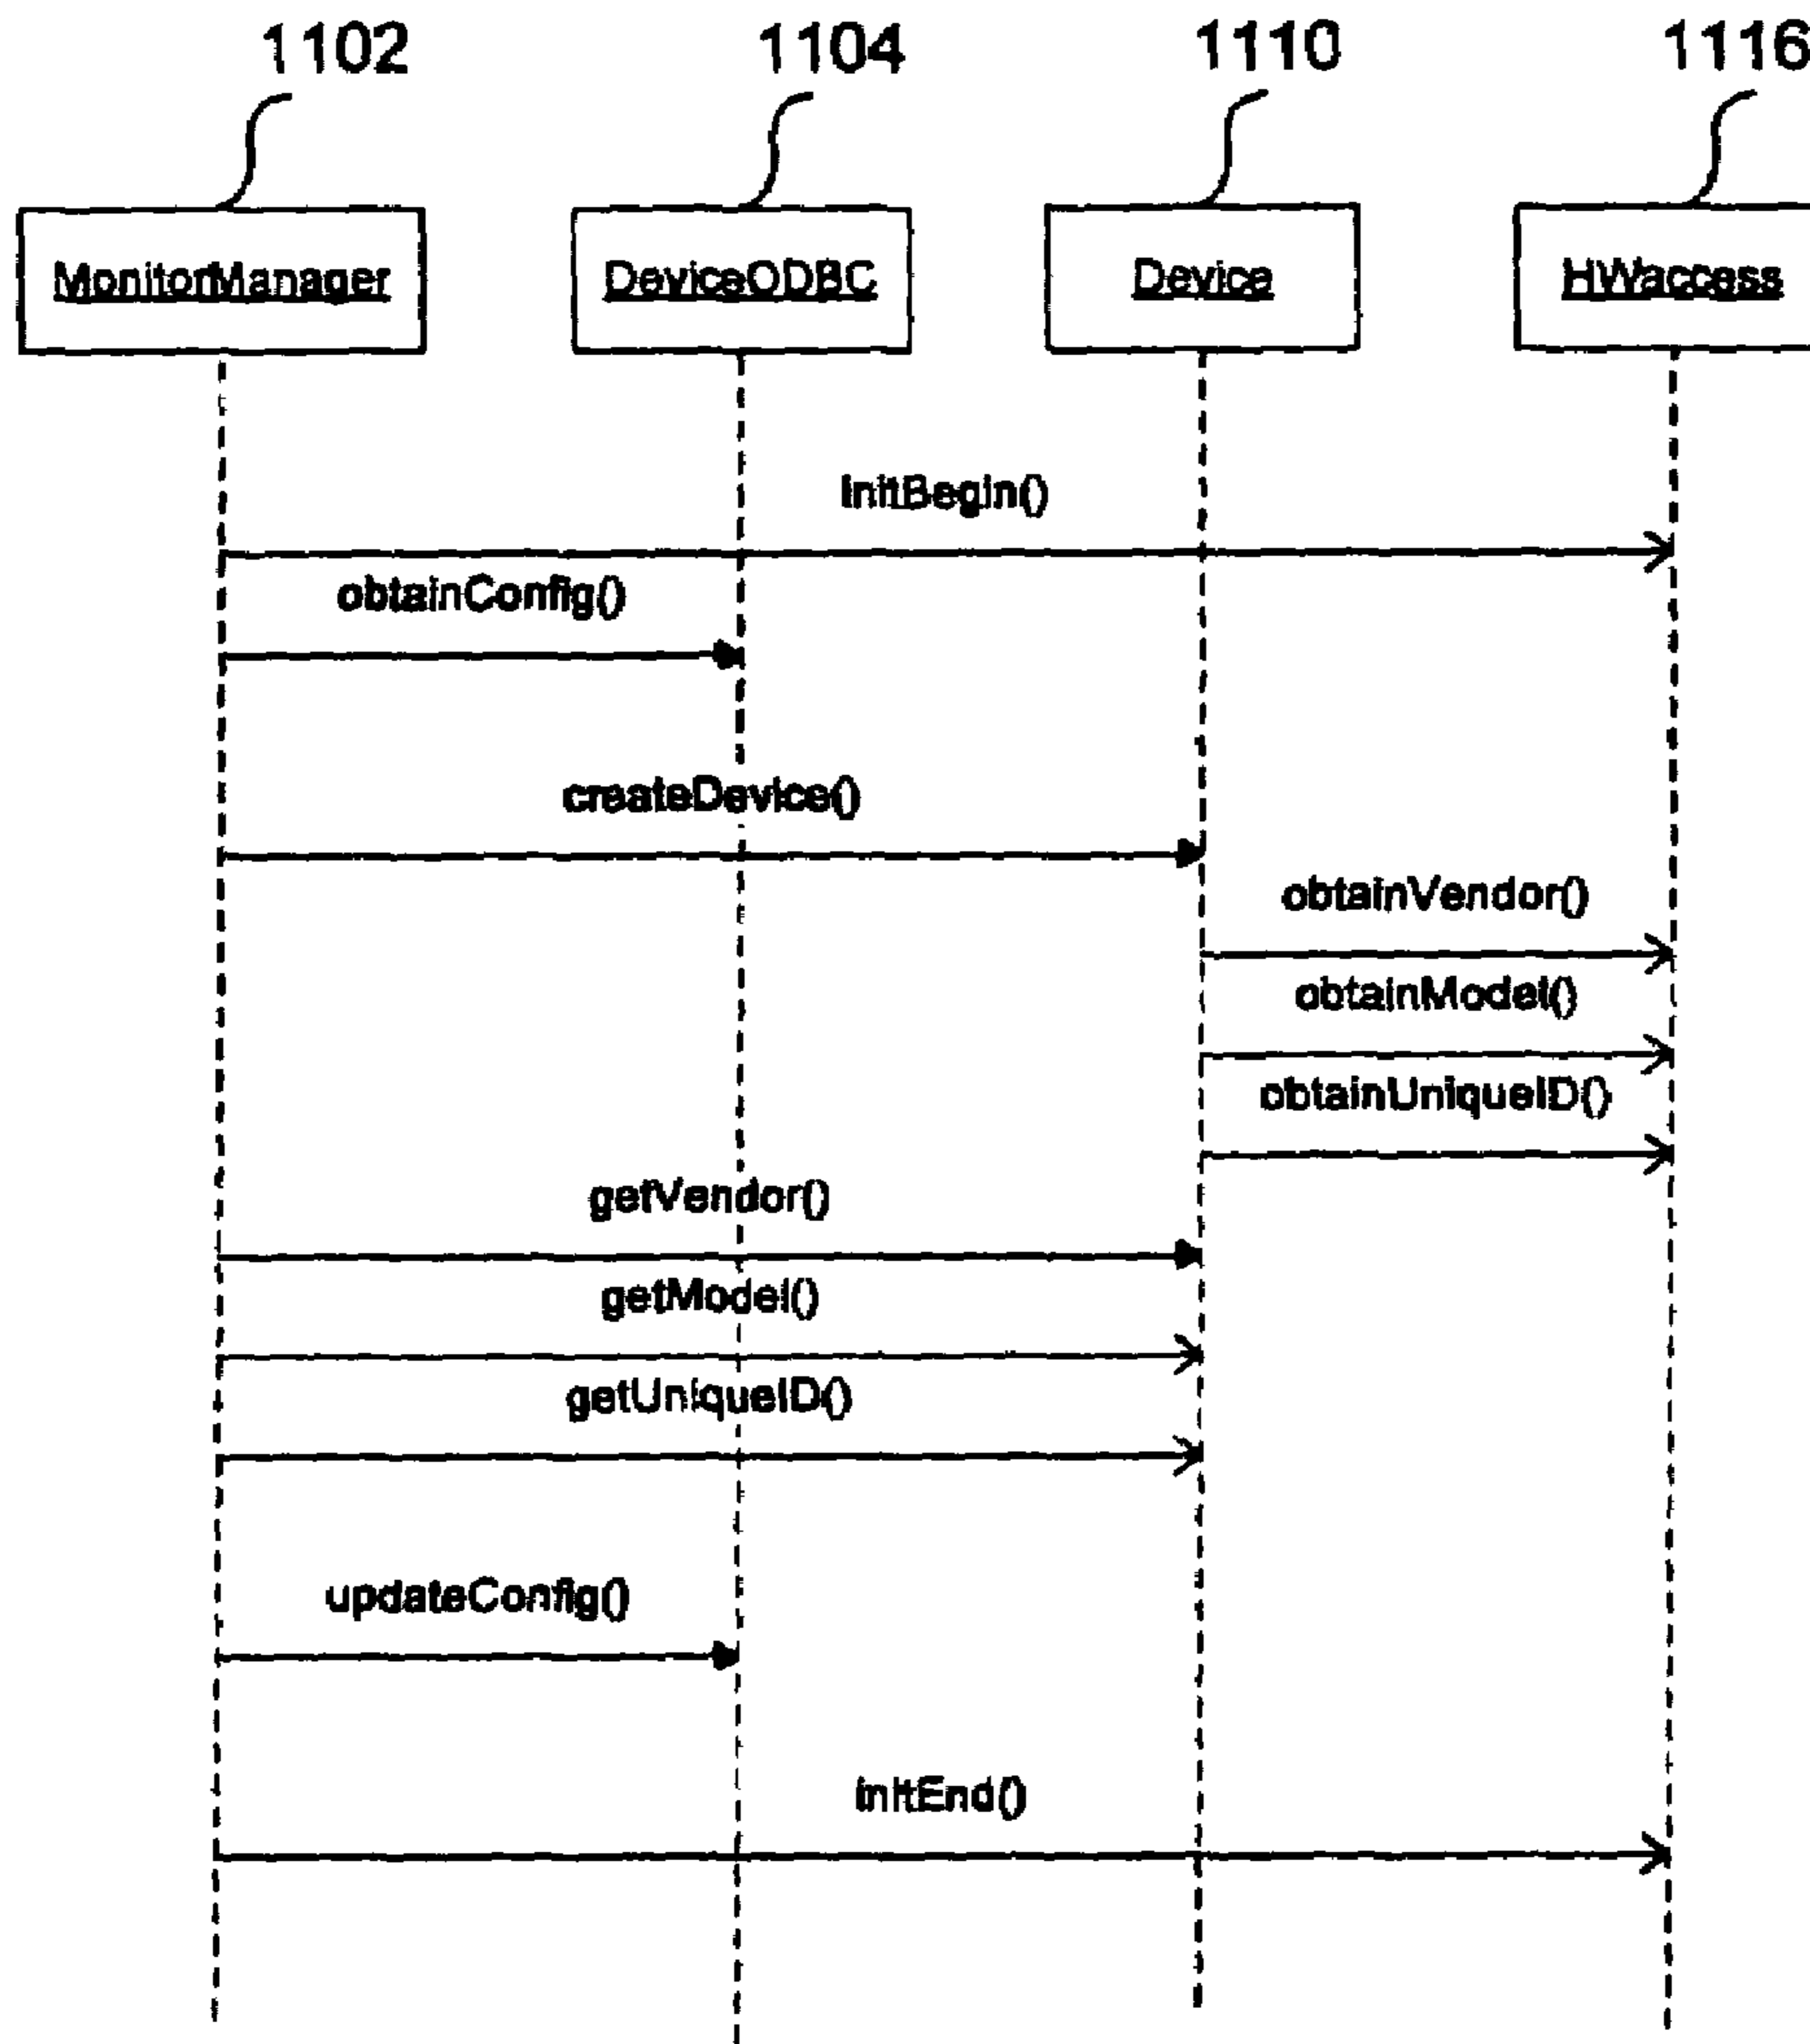 1102 1104 1110 1116
MonitorManager DeviceODBC Device HWaccess
initBegin()
obtainConfig()
createDevice()
obtainVendor()
obtainModel()
obtainUniqueID()
getVendor()
getModel()
getUniqueID()
updateConfig()
initEnd()